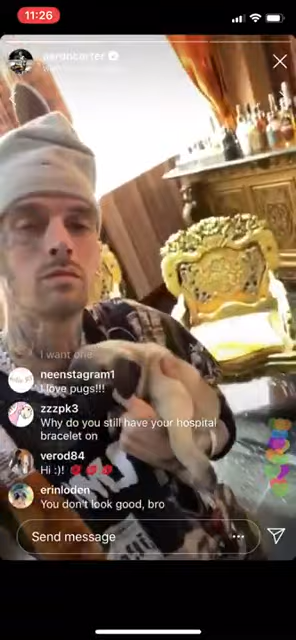 11:26
aaroncarter
I want one
neenstagram1
I love pugs!!!
zzzpk3
Why do you still have your hospital
bracelet on
verod84
Hi :)!
erinloden
You don't look good, bro
Send message